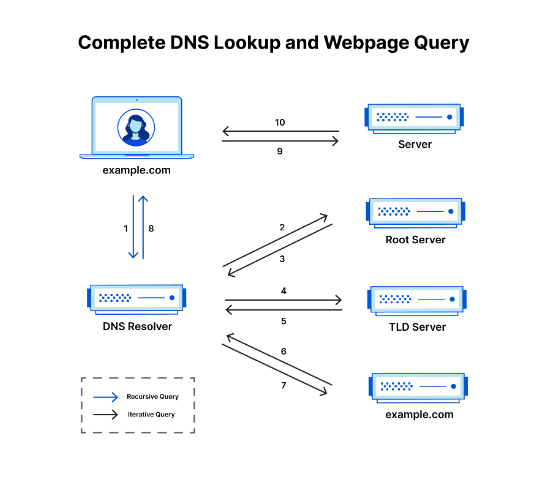 Complete DNS Lookup and Webpage Query
10
9
Server
example.com
1
8
2
3
Root Server
DNS Resolver
4
5
TLD Server
6
7
example.com
Recursive Query
Iterative Query